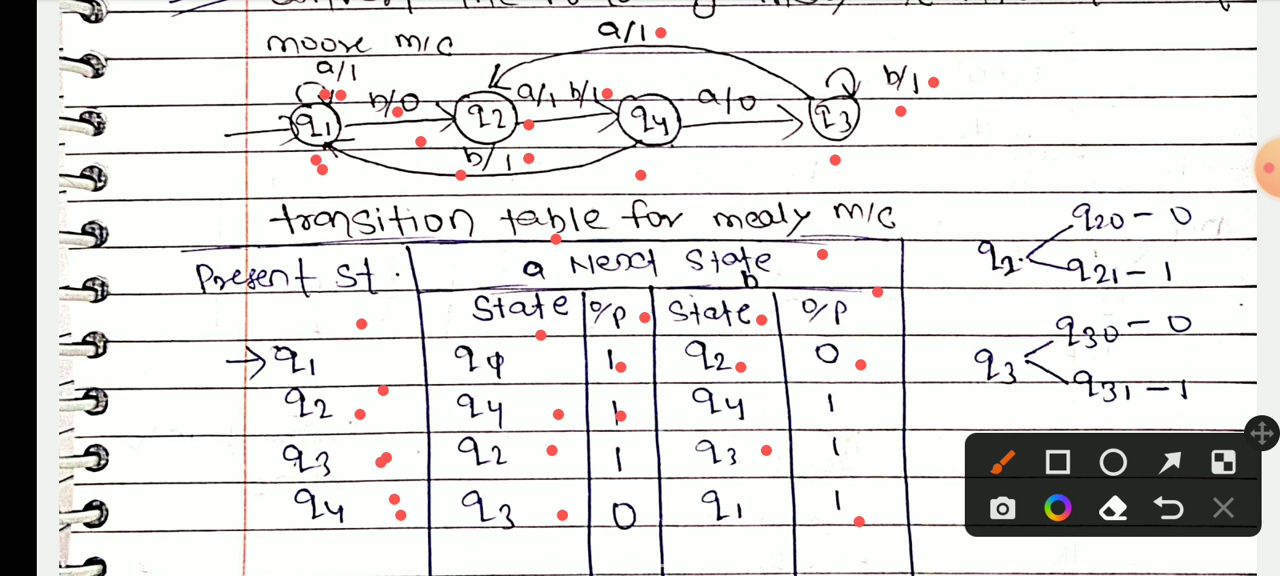 moore m/c
a/1
a/1
b/0
a/1 b/1
a/0
b/1
q1
q2
q4
q3
b/1
transition table for mealy m/c
Present St.
a Next State
b
State
O/P
State
O/P
→ q1 q1 1 q2 0
q2 q4 1 q4 1
q3 q2 1 q3 1
q4 q3 0 q1 1
q2
q20 - 0
q21 - 1
q3
q30 - 0
q31 - 1